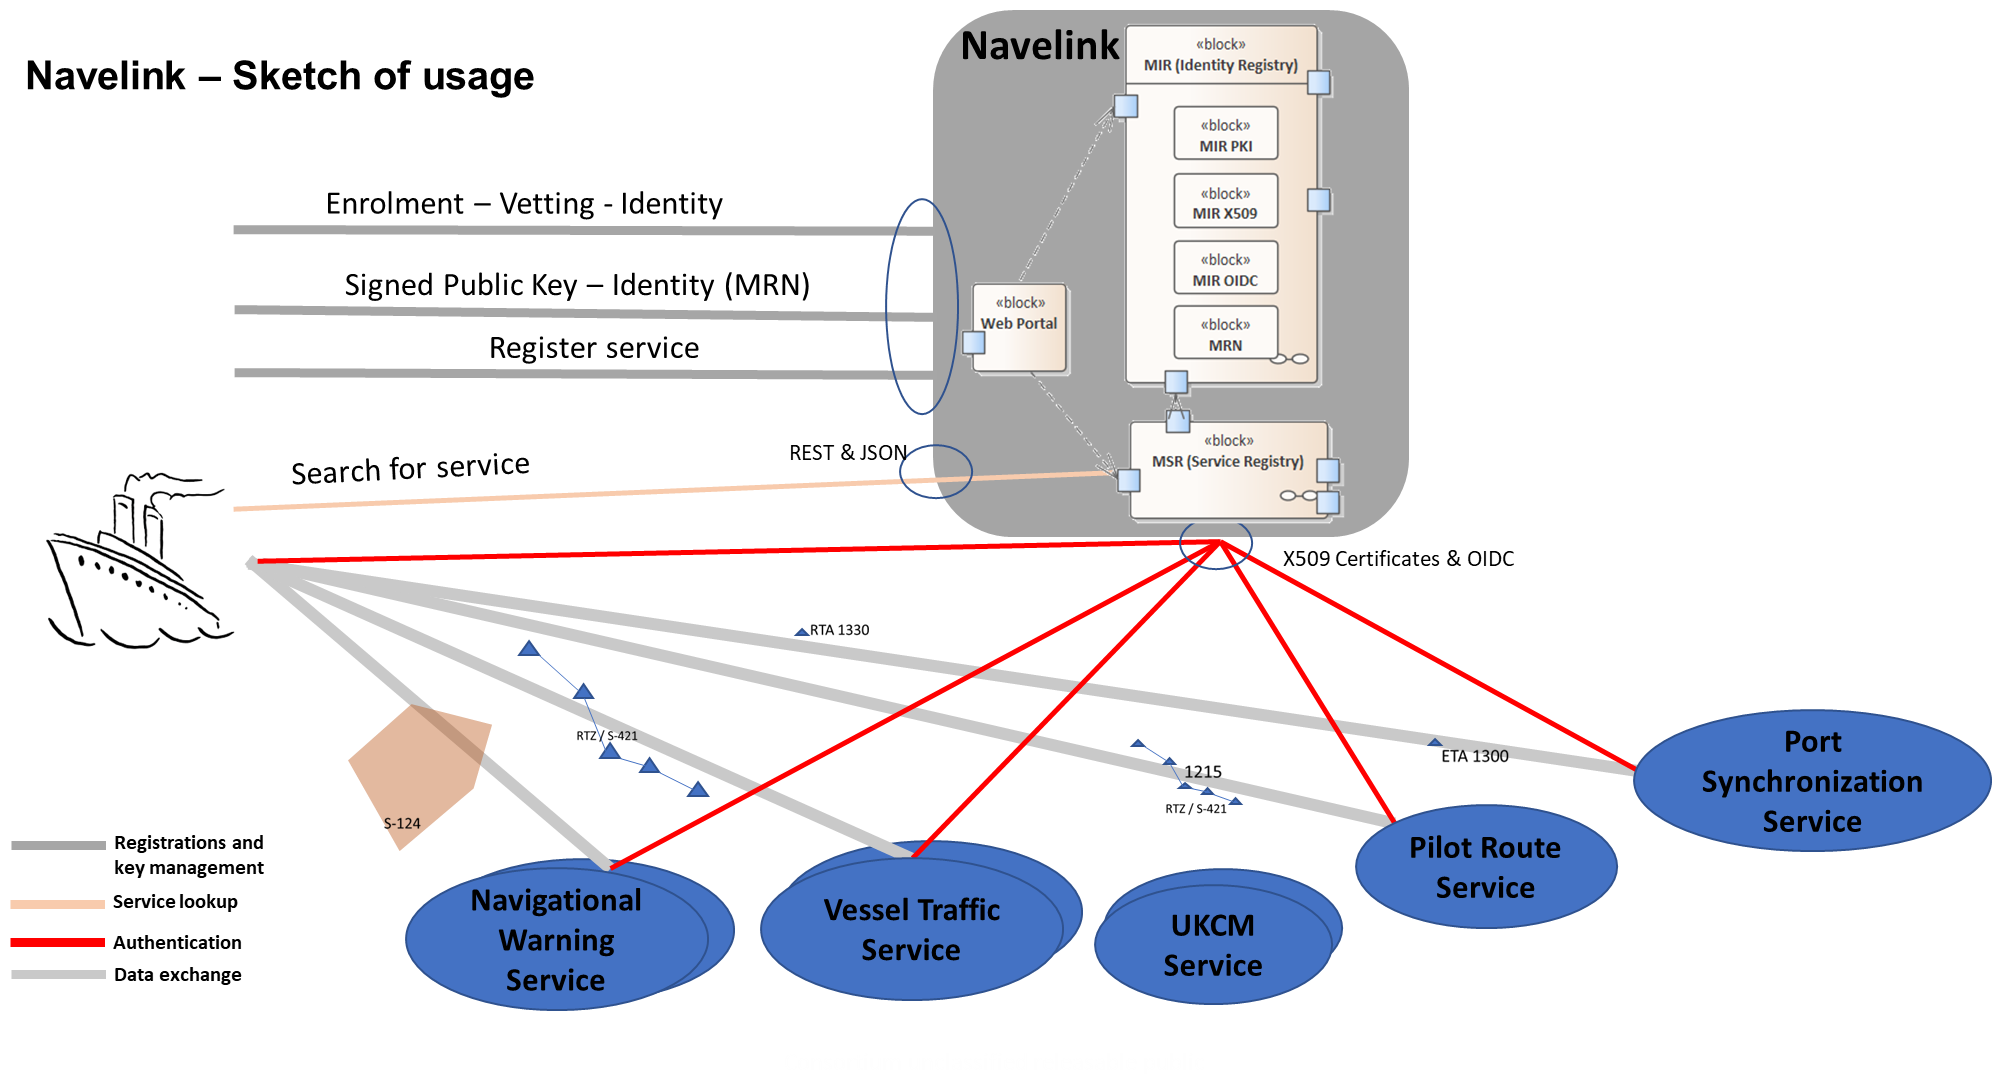 Navelink – Sketch of usage
Navelink
«block»
MIR (Identity Registry)
«block»
MIR PKI
«block»
MIR X509
«block»
MIR OIDC
«block»
MRN
Enrolment – Vetting - Identity
Signed Public Key – Identity (MRN)
Register service
«block»
Web Portal
REST & JSON
Search for service
«block»
MSR (Service Registry)
X509 Certificates & OIDC
RTA 1330
RTZ / S-421
1215
RTZ / S-421
ETA 1300
S-124
Port
Synchronization
Service
Pilot Route
Service
UKCM
Service
Vessel Traffic
Service
Navigational
Warning
Service
Registrations and
key management
Service lookup
Authentication
Data exchange